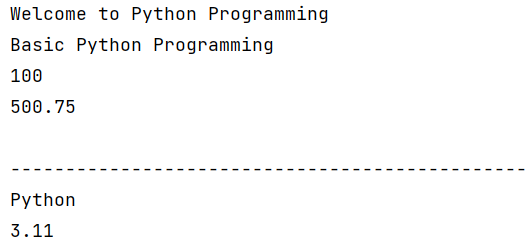 Welcome to Python Programming
Basic Python Programming
100
500.75
-----------------------------------------------
Python
3.11